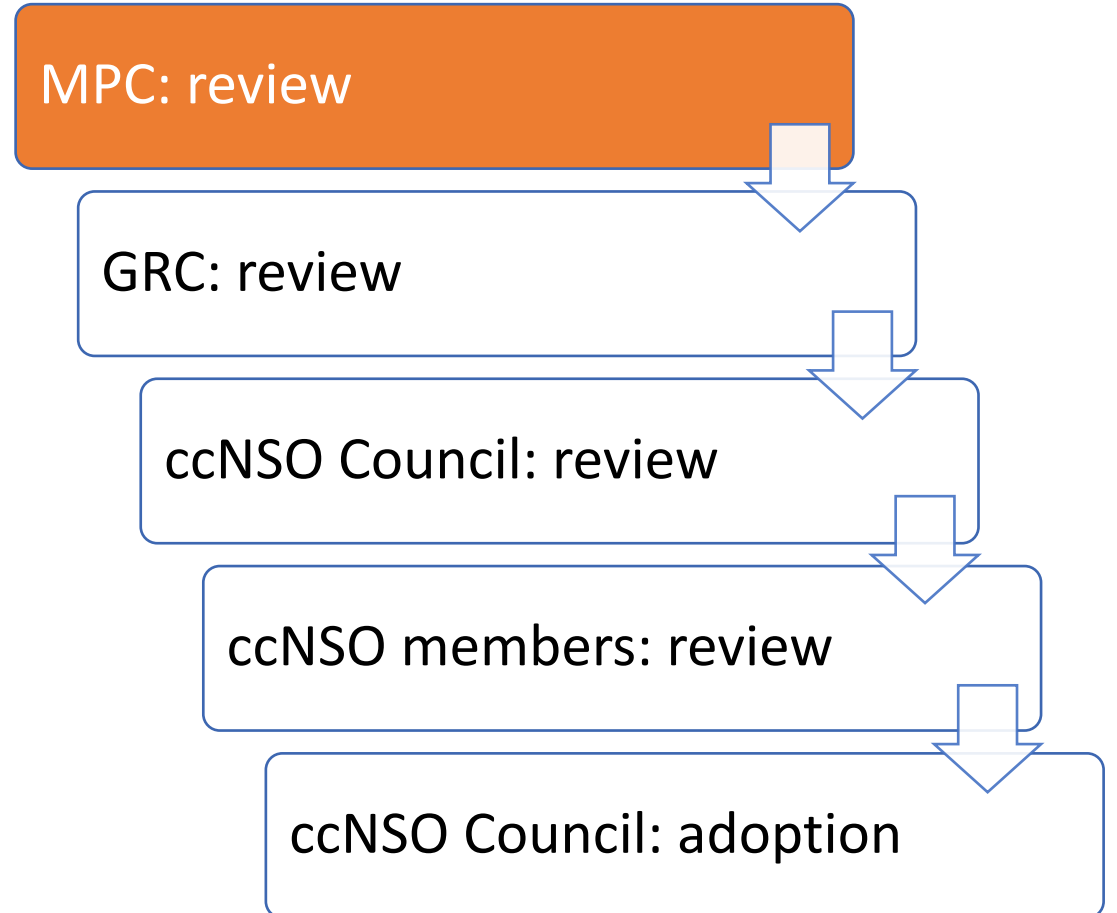 MPC: review
GRC: review
ccNSO Council: review
ccNSO members: review
ccNSO Council: adoption